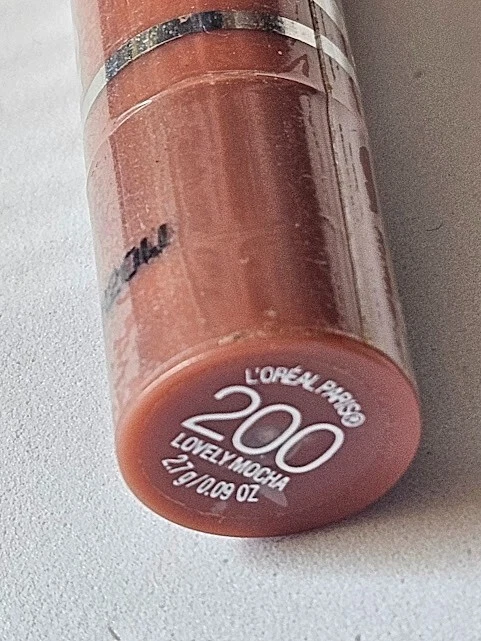 L'ORÉAL PARIS®
200
LOVELY MOCHA
2.7 g/0.09 OZ